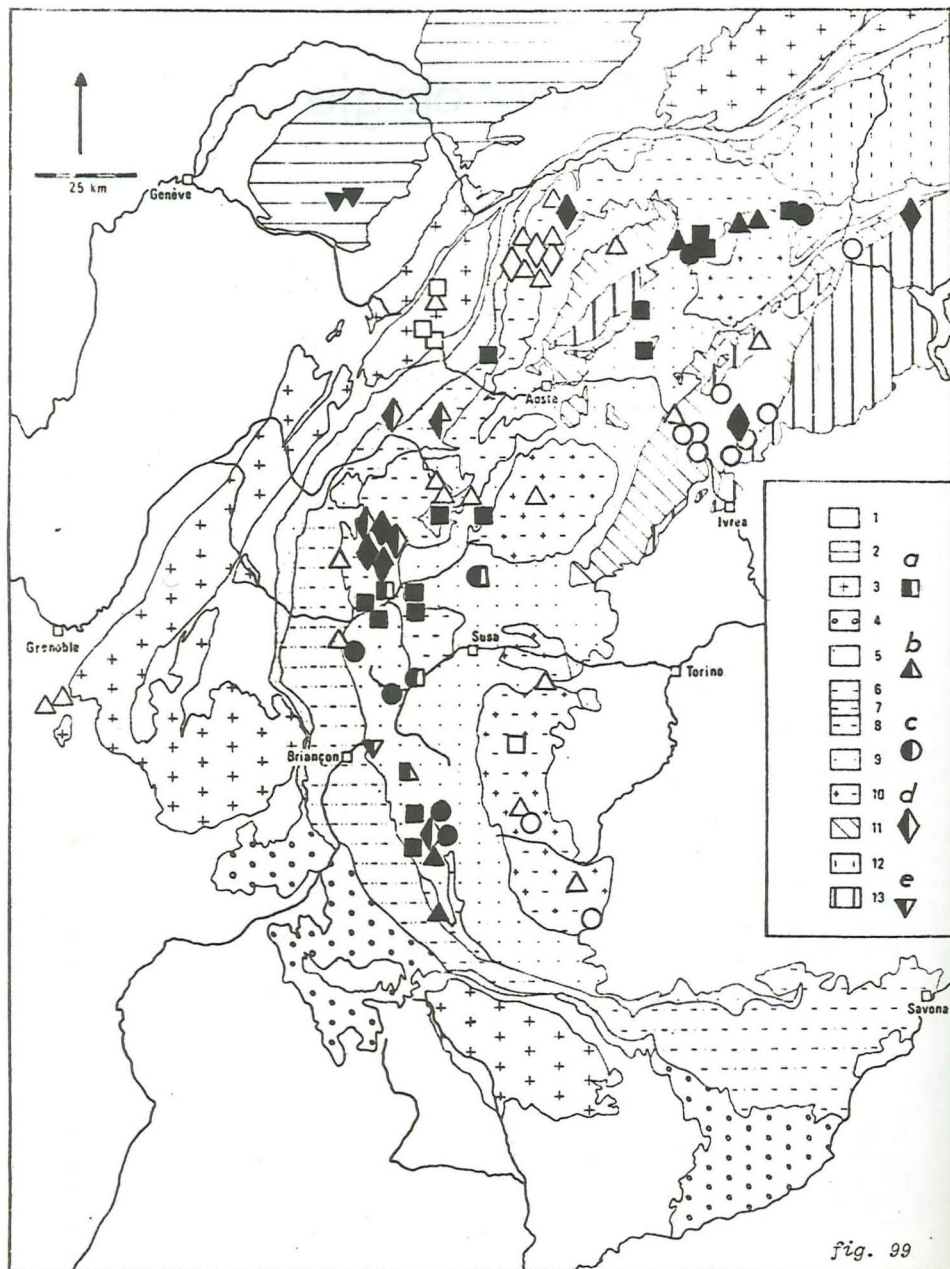 Genève
25 km
Aosta
Ivrea
Grenoble
Susa
Torino
Briançon
Savona
1
2
a
3
4
5
b
6
7
8
c
9
10
d
11
12
e
13
fig. 99